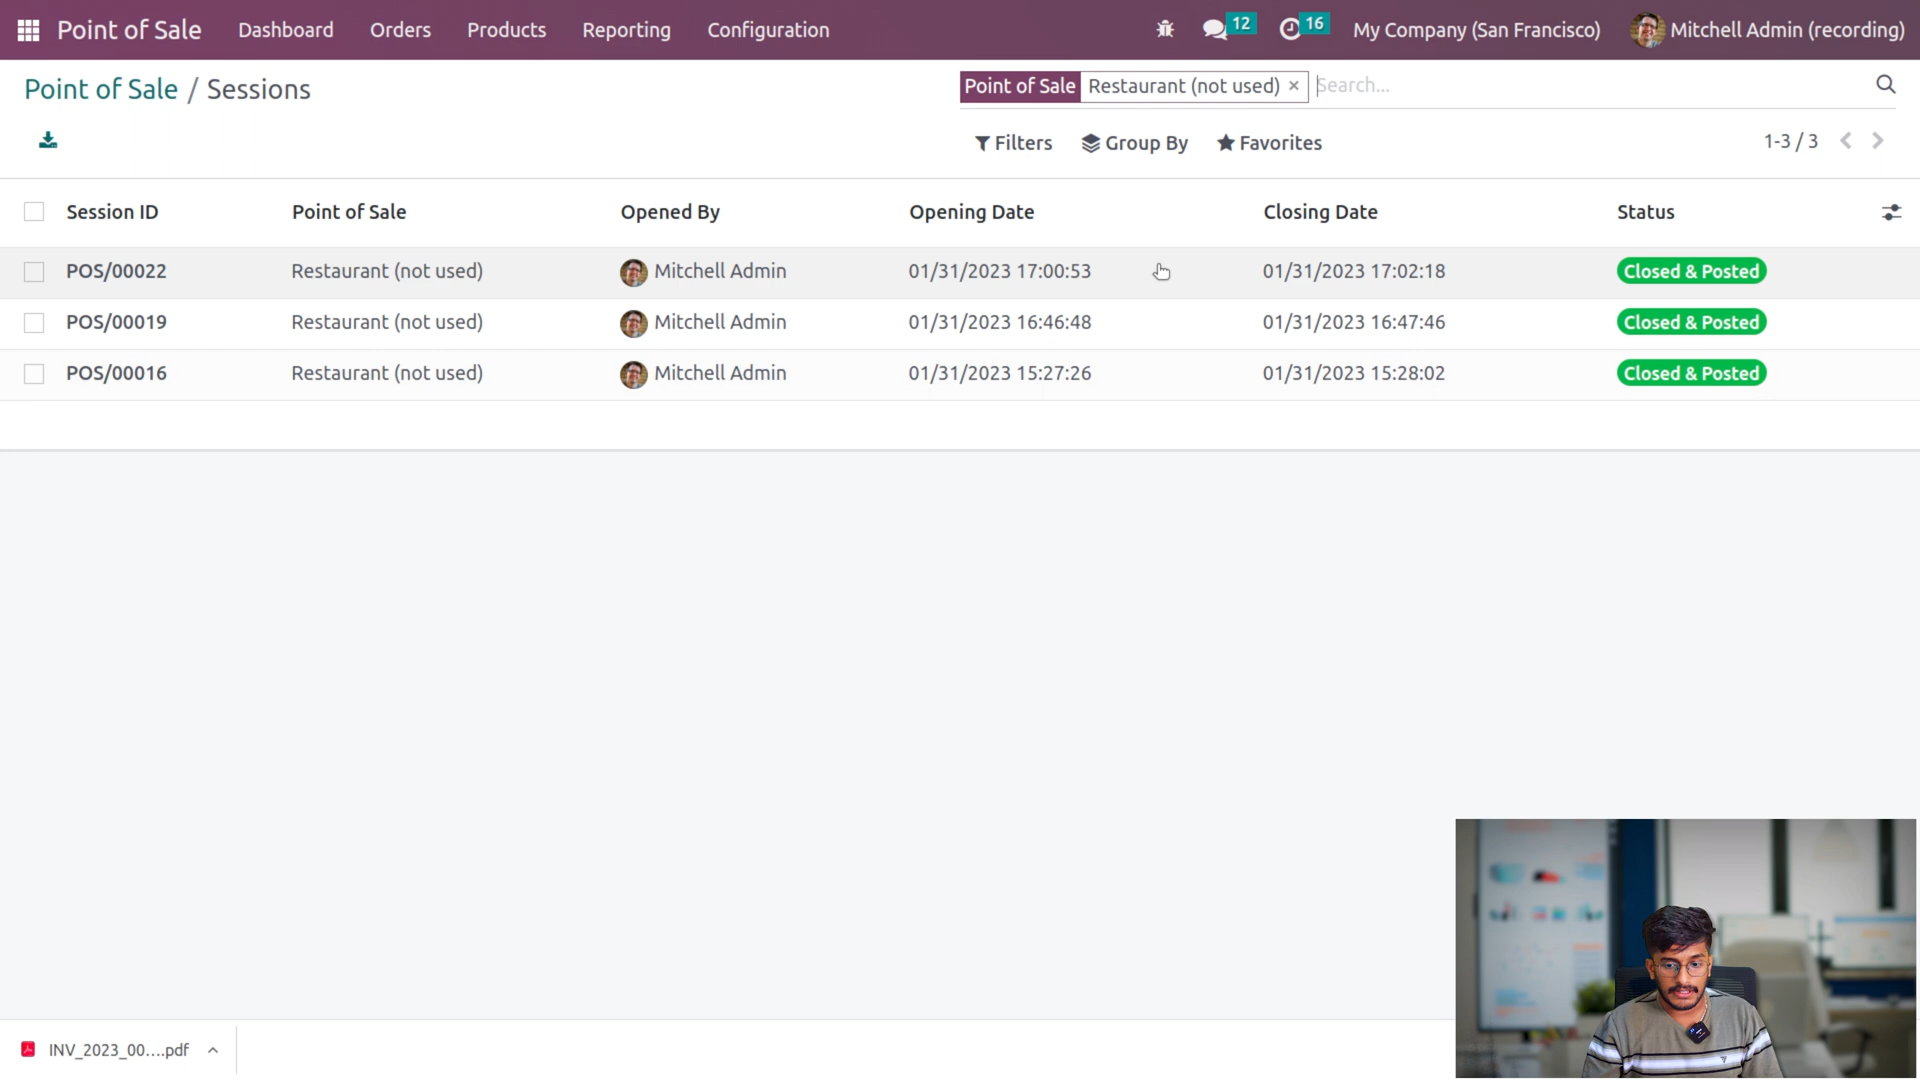 Point of Sale Dashboard Orders Products Reporting Configuration 12 16 My Company (San Francisco) Mitchell Admin (recording)
Point of Sale / Sessions Point of Sale Restaurant (not used) × Search...
Filters Group By Favorites 1-3 / 3
Session ID Point of Sale Opened By Opening Date Closing Date Status
POS/00022 Restaurant (not used) Mitchell Admin 01/31/2023 17:00:53 01/31/2023 17:02:18 Closed & Posted
POS/00019 Restaurant (not used) Mitchell Admin 01/31/2023 16:46:48 01/31/2023 16:47:46 Closed & Posted
POS/00016 Restaurant (not used) Mitchell Admin 01/31/2023 15:27:26 01/31/2023 15:28:02 Closed & Posted
INV_2023_00....pdf